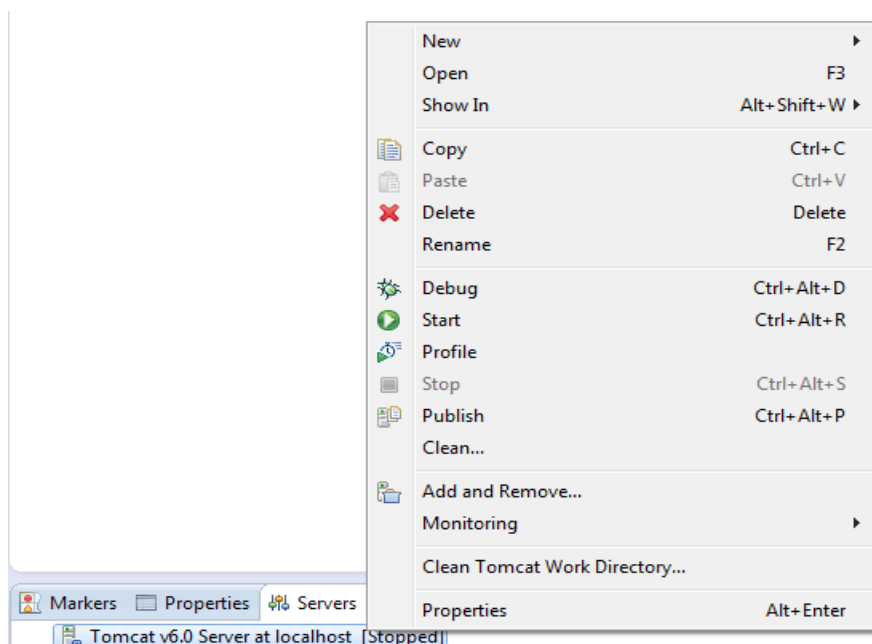 New
Open F3
Show In Alt+Shift+W
Copy Ctrl+C
Paste Ctrl+V
Delete Delete
Rename F2
Debug Ctrl+Alt+D
Start Ctrl+Alt+R
Profile
Stop Ctrl+Alt+S
Publish Ctrl+Alt+P
Clean...
Add and Remove...
Monitoring
Clean Tomcat Work Directory...
Properties Alt+Enter
Markers Properties Servers
Tomcat v6.0 Server at localhost [Stopped]